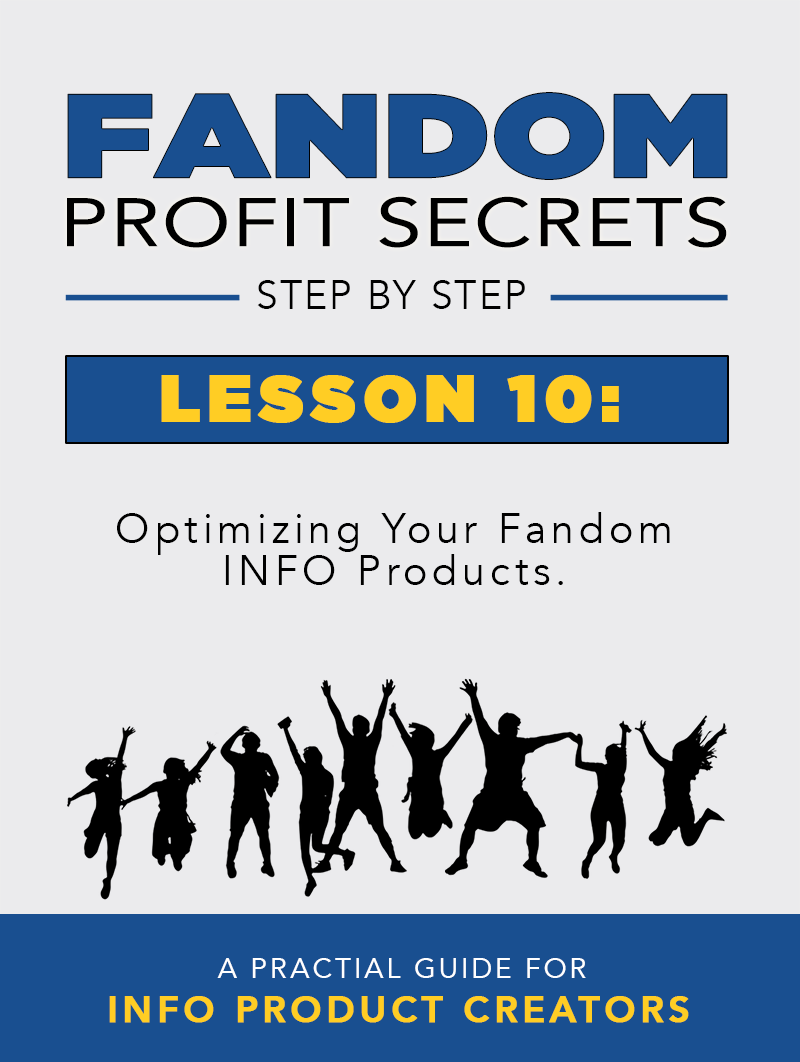 FANDOM
PROFIT SECRETS
STEP BY STEP
LESSON 10:
Optimizing Your Fandom
INFO Products.
A PRACTIAL GUIDE FOR
INFO PRODUCT CREATORS